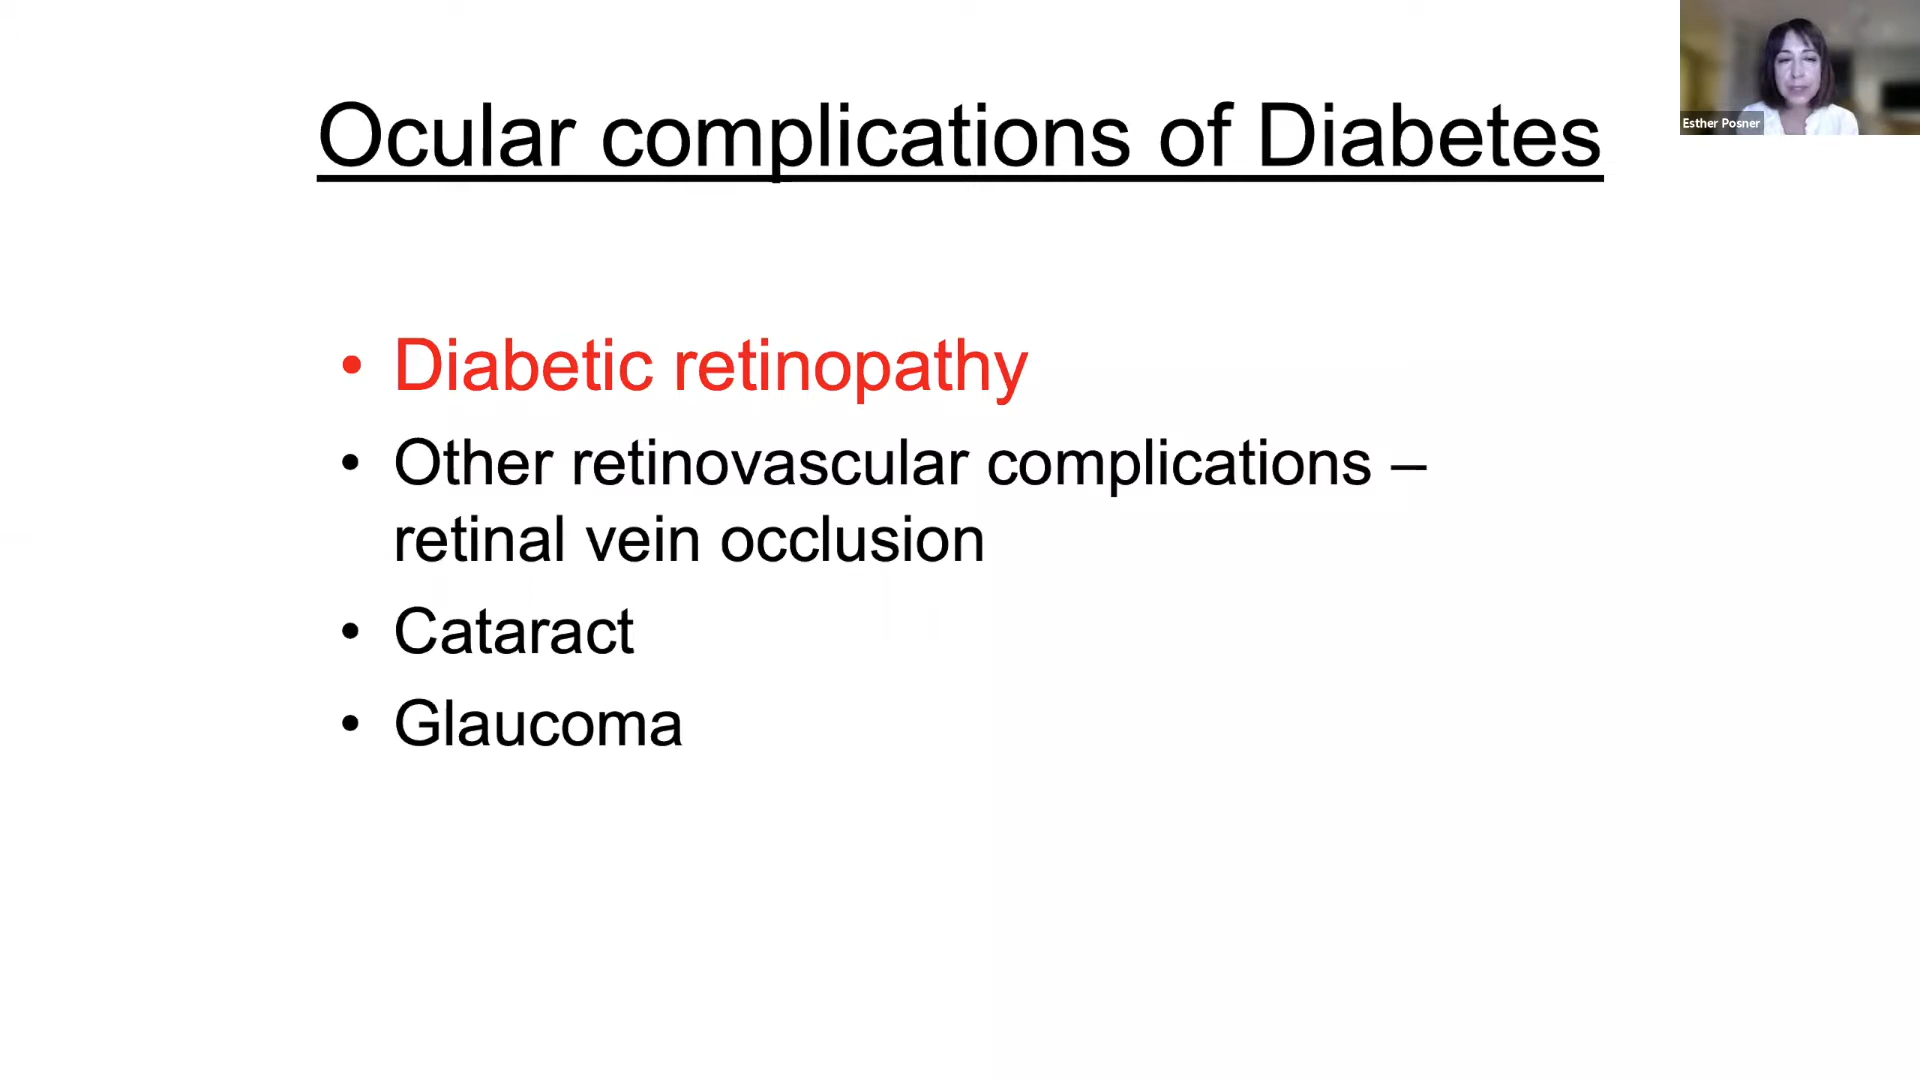 Ocular complications of Diabetes
Esther Posner
• Diabetic retinopathy
• Other retinovascular complications –
retinal vein occlusion
• Cataract
• Glaucoma